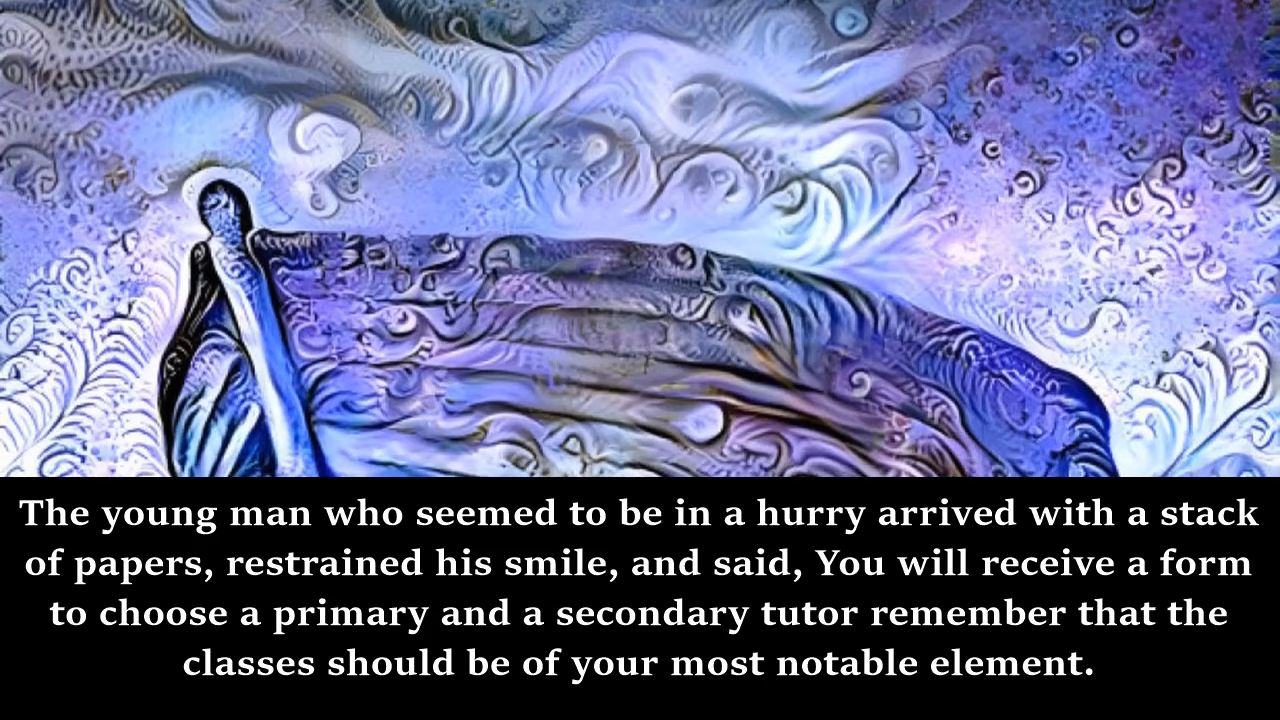 The young man who seemed to be in a hurry arrived with a stack
of papers, restrained his smile, and said, You will receive a form
to choose a primary and a secondary tutor remember that the
classes should be of your most notable element.